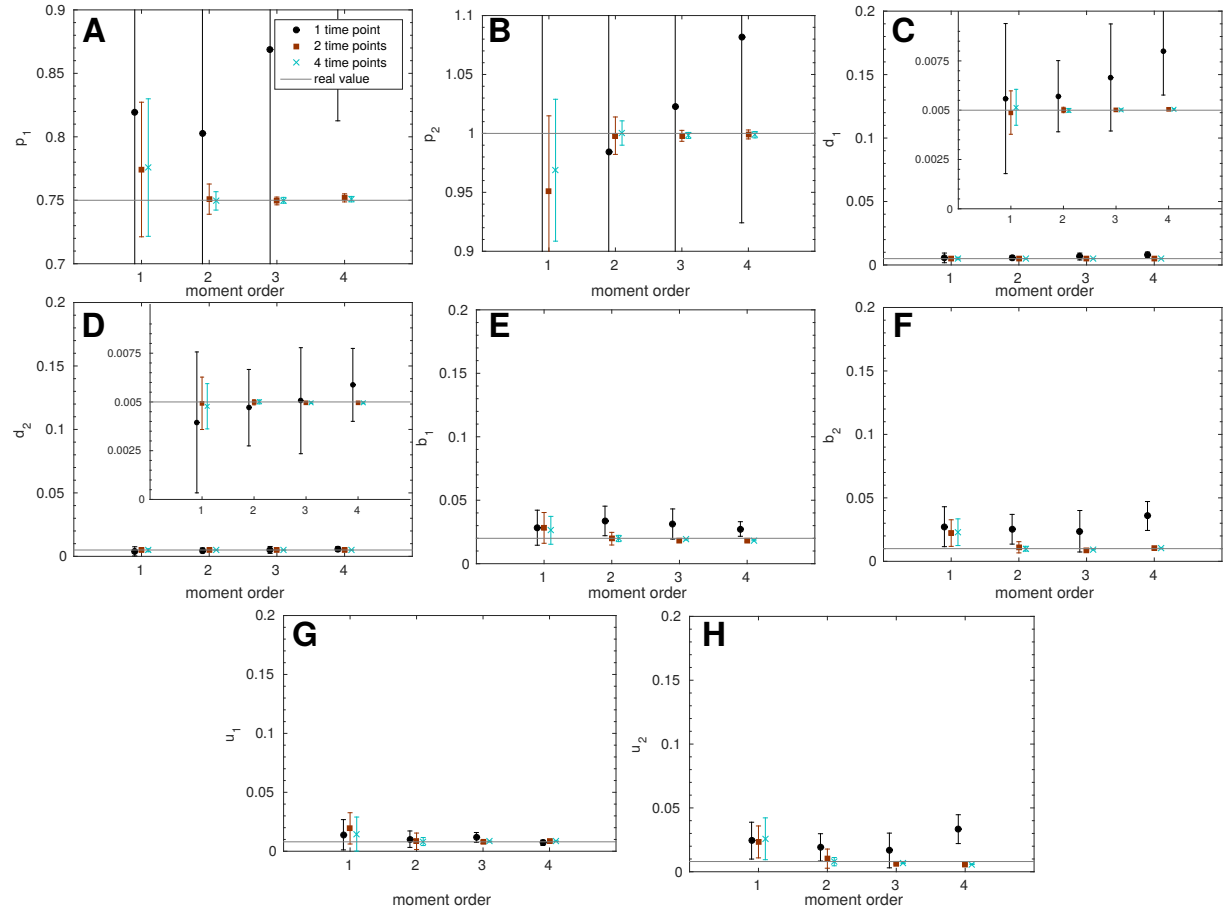 A
0.9
0.85
0.8
0.75
0.7
p1
1 2 3 4
moment order
1 time point
2 time points
4 time points
real value
B
1.1
1.05
1
0.95
0.9
p2
1 2 3 4
moment order
C
0.2
0.15
0.1
0.05
0
d1
0.0075
0.005
0.0025
0
1 2 3 4
1 2 3 4
moment order
D
0.2
0.15
0.1
0.05
0
d2
0.0075
0.005
0.0025
0
1 2 3 4
1 2 3 4
moment order
E
0.2
0.15
0.1
0.05
0
b1
1 2 3 4
moment order
F
0.2
0.15
0.1
0.05
0
b2
1 2 3 4
moment order
G
0.2
0.15
0.1
0.05
0
u1
1 2 3 4
moment order
H
0.2
0.15
0.1
0.05
0
u2
1 2 3 4
moment order